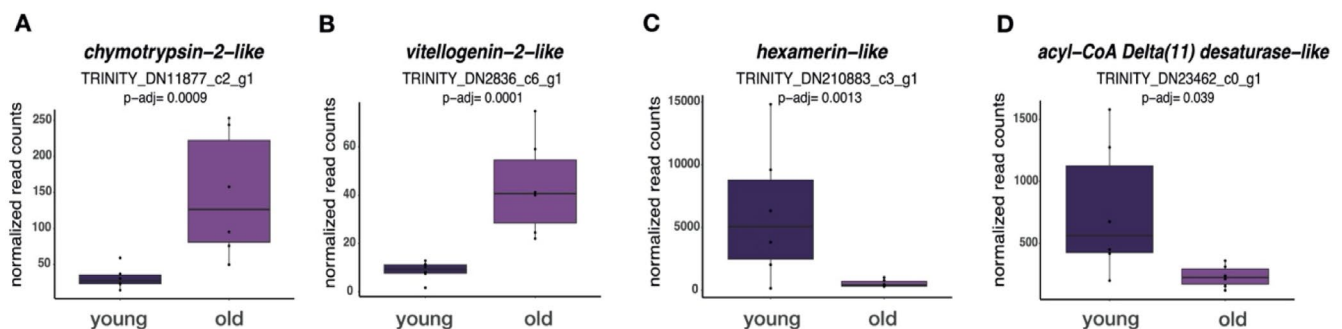 A
chymotrypsin–2–like
TRINITY_DN11877_c2_g1
p–adj= 0.0009
normalized read counts
250
200
150
100
50
young
old
B
vitellogenin–2–like
TRINITY_DN2836_c6_g1
p–adj= 0.0001
normalized read counts
60
40
20
0
young
old
C
hexamerin–like
TRINITY_DN210883_c3_g1
p–adj= 0.0013
normalized read counts
15000
10000
5000
0
young
old
D
acyl–CoA Delta(11) desaturase–like
TRINITY_DN23462_c0_g1
p–adj= 0.039
normalized read counts
1500
1000
500
young
old